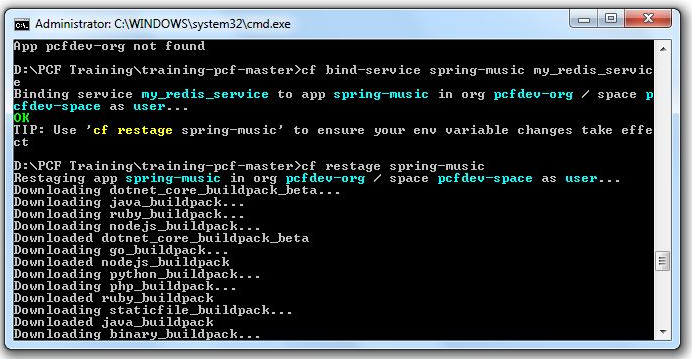 Administrator: C:\WINDOWS\system32\cmd.exe
App pcfdev-org not found
D:\PCF Training\training-pcf-master>cf bind-service spring-music my_redis_servic
e
Binding service my_redis_service to app spring-music in org pcfdev-org / space p
cfdev-space as user...
OK
TIP: Use 'cf restage spring-music' to ensure your env variable changes take effe
ct
D:\PCF Training\training-pcf-master>cf restage spring-music
Restaging app spring-music in org pcfdev-org / space pcfdev-space as user...
Downloading dotnet_core_buildpack_beta...
Downloading java_buildpack...
Downloading ruby_buildpack...
Downloading nodejs_buildpack...
Downloaded dotnet_core_buildpack_beta
Downloading go_buildpack...
Downloaded nodejs_buildpack
Downloading python_buildpack...
Downloading php_buildpack...
Downloaded ruby_buildpack
Downloading staticfile_buildpack...
Downloaded java_buildpack
Downloading binary_buildpack...